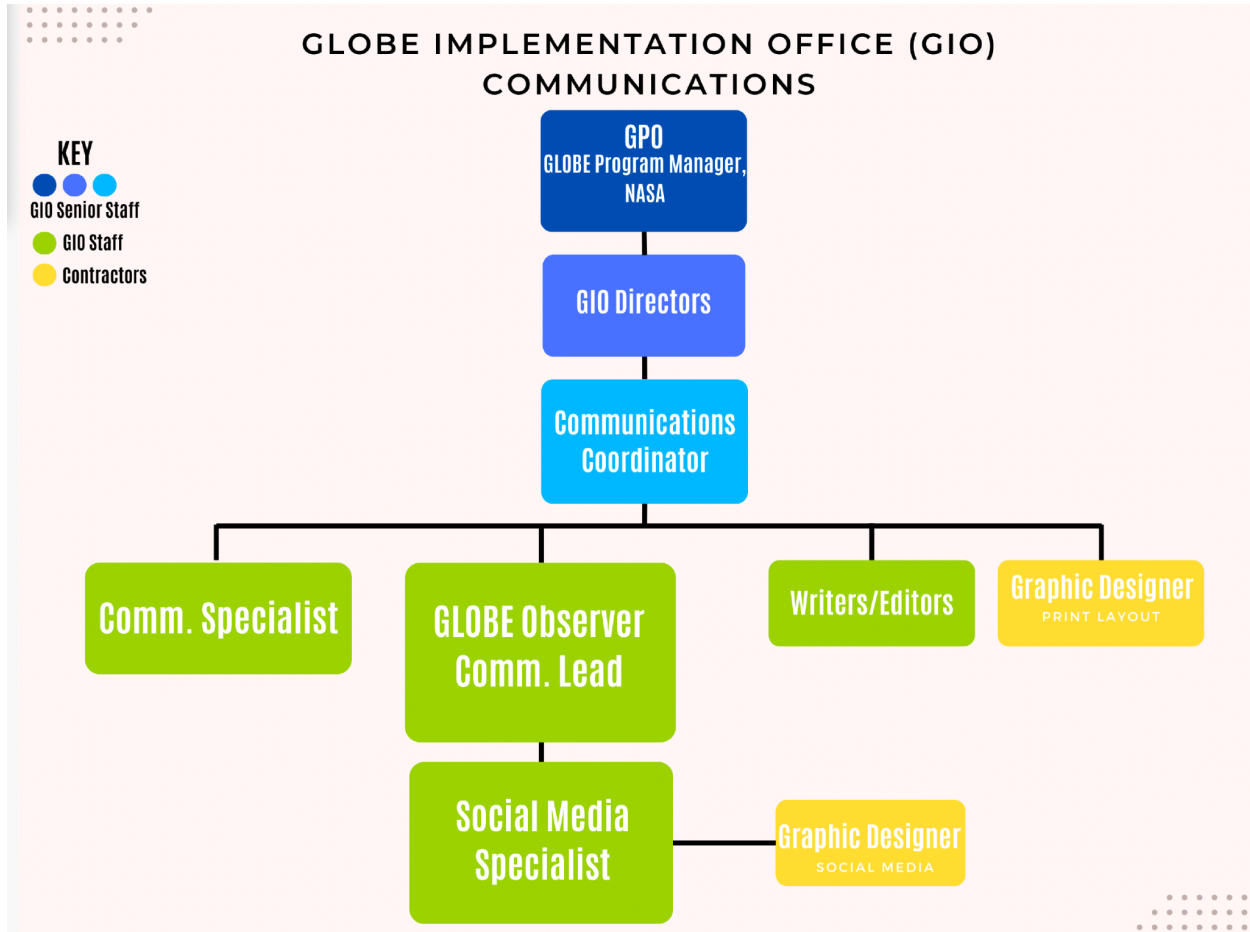 GLOBE IMPLEMENTATION OFFICE (GIO)
COMMUNICATIONS
KEY
GIO Senior Staff
GIO Staff
Contractors
GPO
GLOBE Program Manager,
NASA
GIO Directors
Communications
Coordinator
Comm. Specialist
GLOBE Observer
Comm. Lead
Writers/Editors
Graphic Designer
PRINT LAYOUT
Social Media
Specialist
Graphic Designer
SOCIAL MEDIA